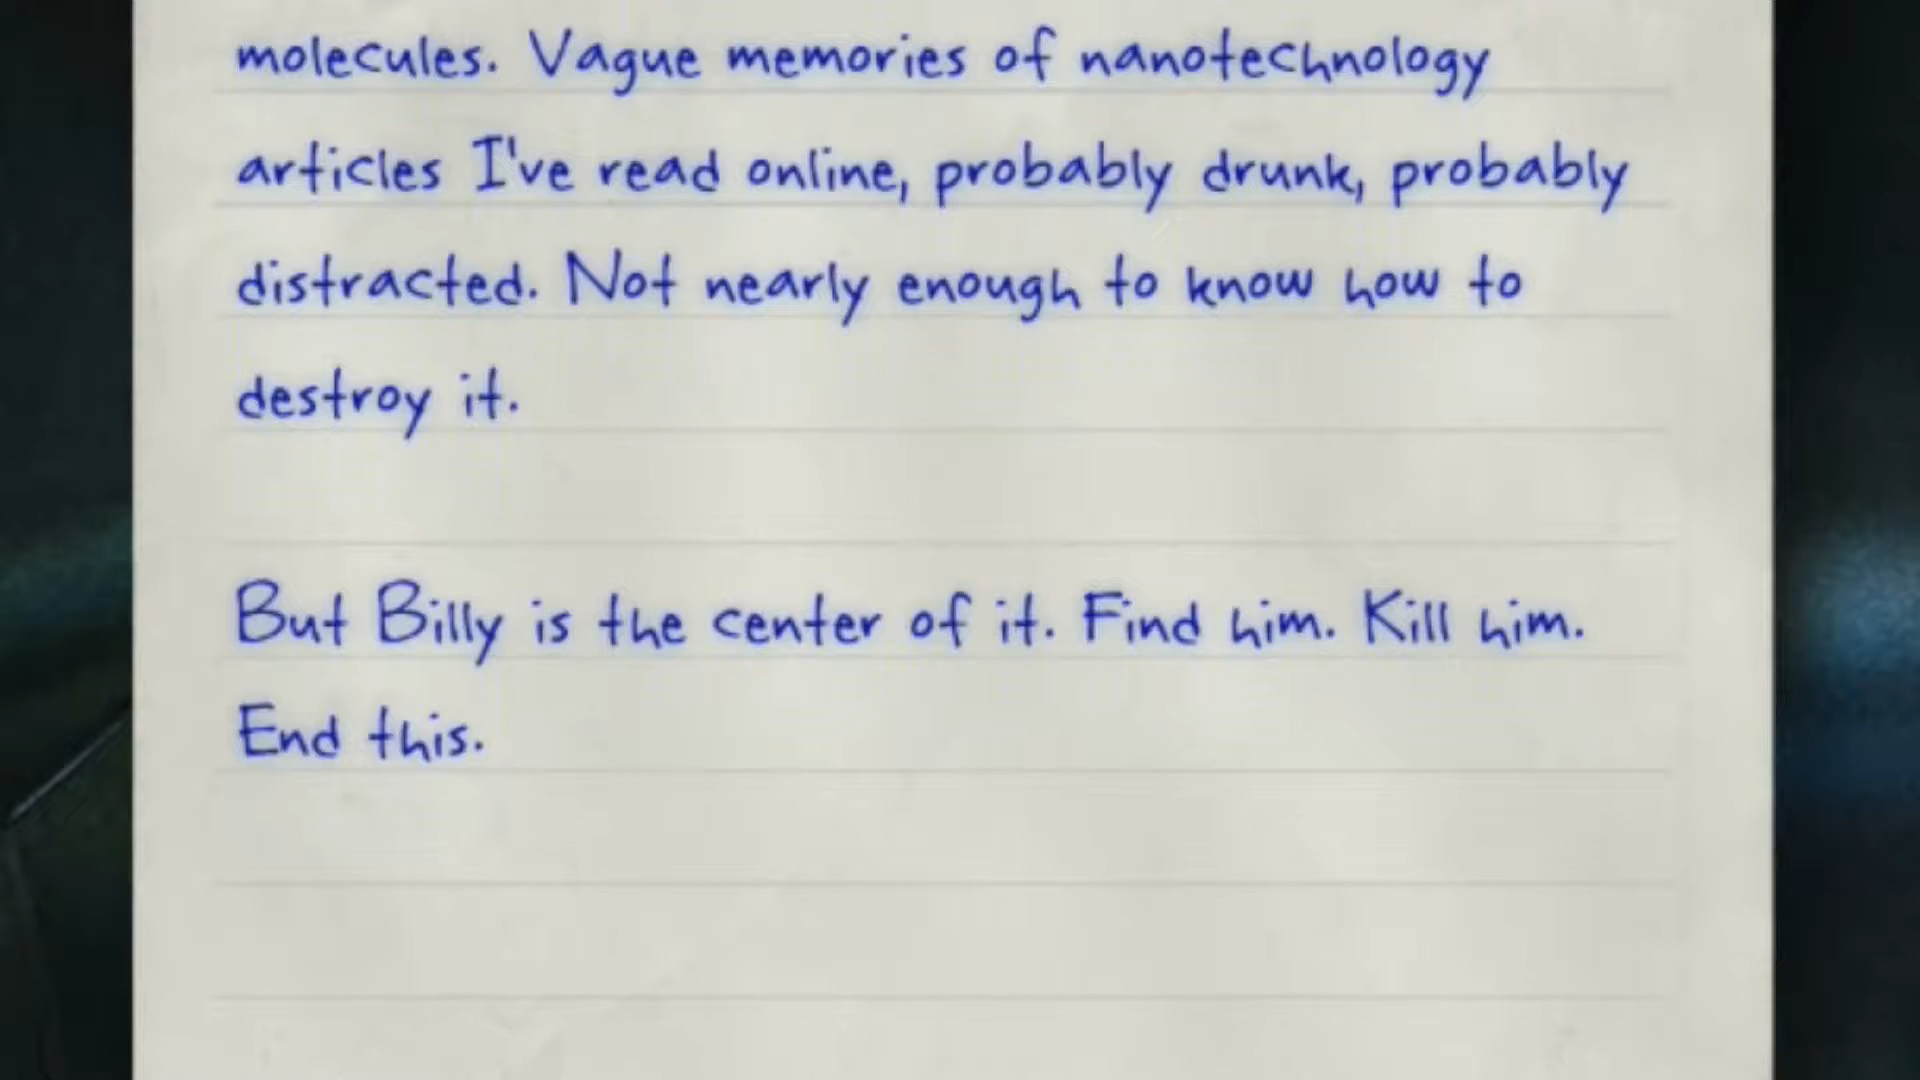 molecules. Vague memories of nanotechnology
articles I've read online, probably drunk, probably
distracted. Not nearly enough to know how to
destroy it.
But Billy is the center of it. Find him. Kill him.
End this.